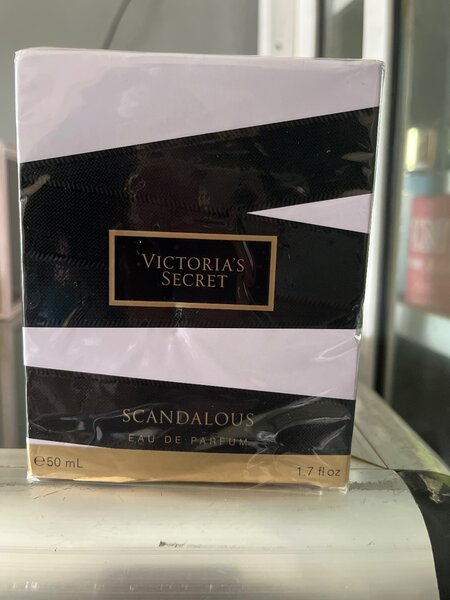 VICTORIA'S
SECRET
SCANDALOUS
EAU DE PARFUM
℮50 mL
1.7 fl oz